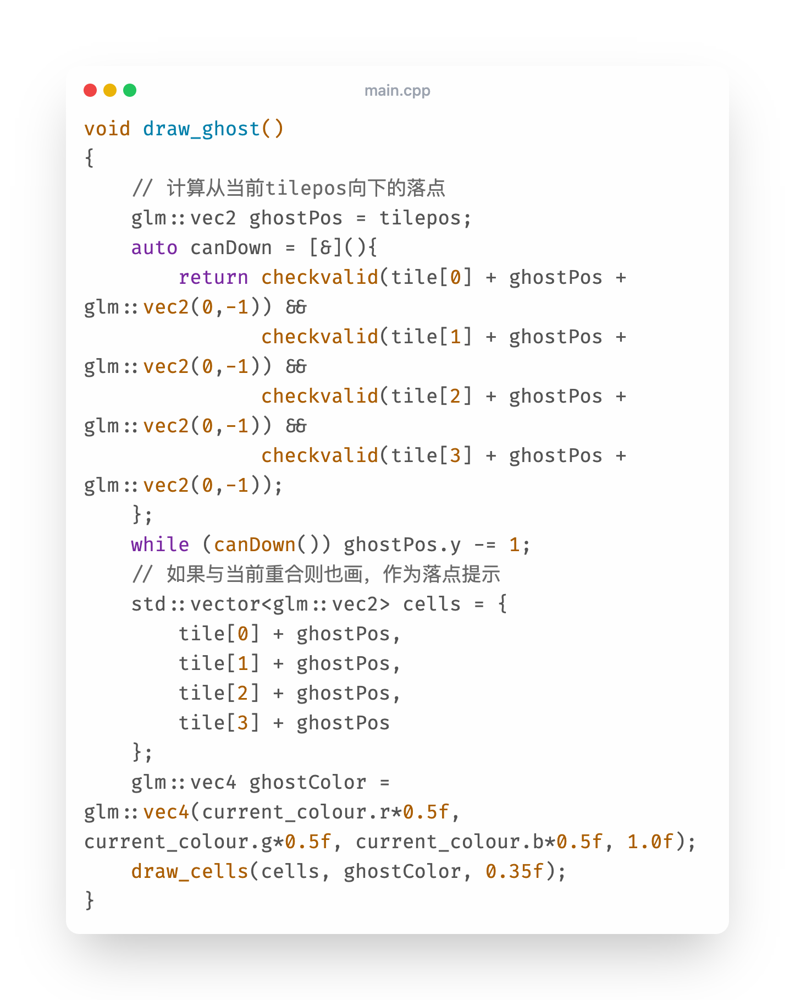 main.cpp
void draw_ghost()
{
    // 计算从当前tilepos向下的落点
    glm::vec2 ghostPos = tilepos;
    auto canDown = [&](){
        return checkvalid(tile[0] + ghostPos +
glm::vec2(0,-1)) &&
               checkvalid(tile[1] + ghostPos +
glm::vec2(0,-1)) &&
               checkvalid(tile[2] + ghostPos +
glm::vec2(0,-1)) &&
               checkvalid(tile[3] + ghostPos +
glm::vec2(0,-1));
    };
    while (canDown()) ghostPos.y -= 1;
    // 如果与当前重合则也画，作为落点提示
    std::vector<glm::vec2> cells = {
        tile[0] + ghostPos,
        tile[1] + ghostPos,
        tile[2] + ghostPos,
        tile[3] + ghostPos
    };
    glm::vec4 ghostColor =
glm::vec4(current_colour.r*0.5f,
current_colour.g*0.5f, current_colour.b*0.5f, 1.0f);
    draw_cells(cells, ghostColor, 0.35f);
}